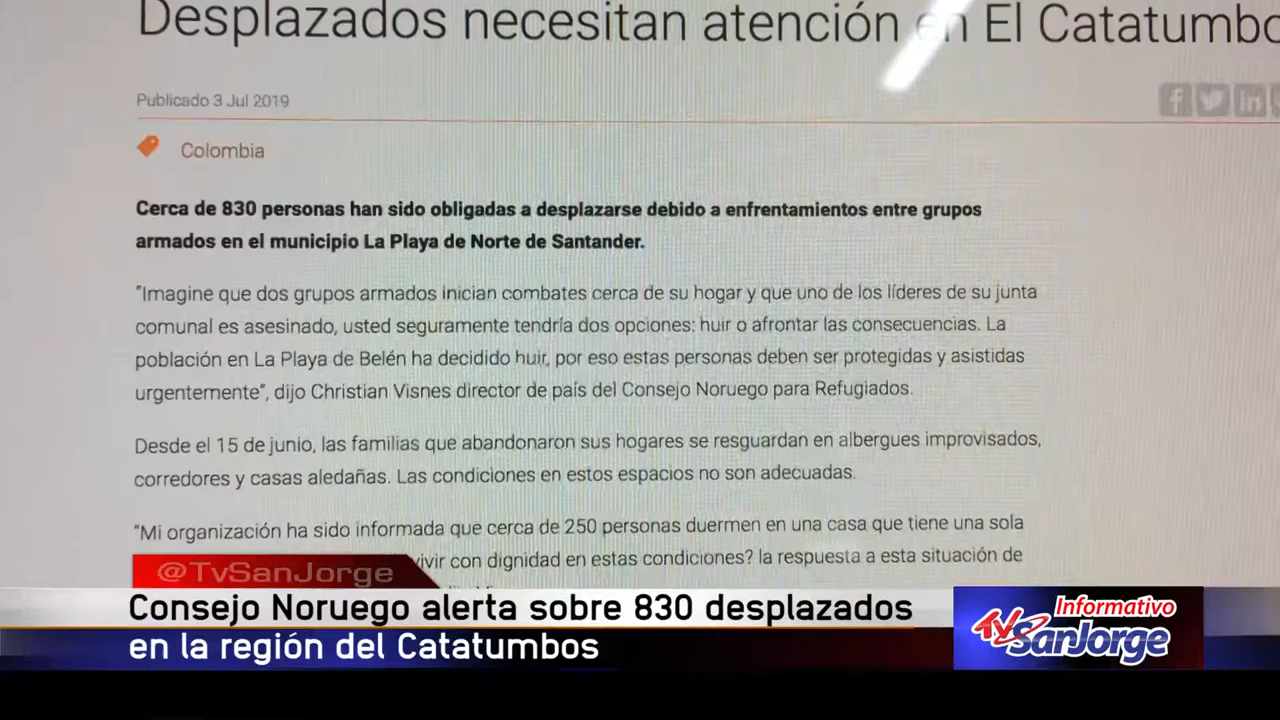 Desplazados necesitan atención en El Catatumbo
Publicado 3 Jul 2019
Colombia
Cerca de 830 personas han sido obligadas a desplazarse debido a enfrentamientos entre grupos
armados en el municipio La Playa de Norte de Santander.
"Imagine que dos grupos armados inician combates cerca de su hogar y que uno de los líderes de su junta
comunal es asesinado, usted seguramente tendría dos opciones: huir o afrontar las consecuencias. La
población en La Playa de Belén ha decidido huir, por eso estas personas deben ser protegidas y asistidas
urgentemente", dijo Christian Visnes director de país del Consejo Noruego para Refugiados.
Desde el 15 de junio, las familias que abandonaron sus hogares se resguardan en albergues improvisados,
corredores y casas aledañas. Las condiciones en estos espacios no son adecuadas.
"Mi organización ha sido informada que cerca de 250 personas duermen en una casa que tiene una sola
vivir con dignidad en estas condiciones? la respuesta a esta situación de
@TvSanJorge
Consejo Noruego alerta sobre 830 desplazados
en la región del Catatumbos
Informativo
TV SanJorge